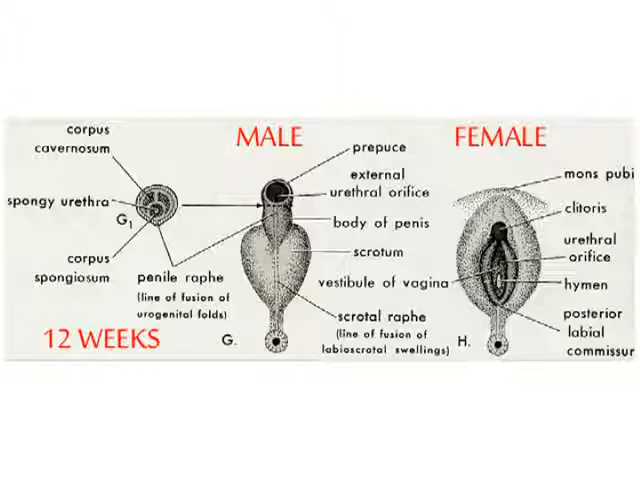 corpus
cavernosum
MALE
FEMALE
prepuce
external
urethral orifice
mons pubi
spongy urethra
G1
clitoris
body of penis
urethral
orifice
scrotum
corpus
spongiosum
penile raphe
(line of fusion of
urogenital folds)
vestibule of vagina
hymen
scrotal raphe
(line of fusion of
labioscrotal swellings)
posterior
labial
commissur
12 WEEKS
G.
H.